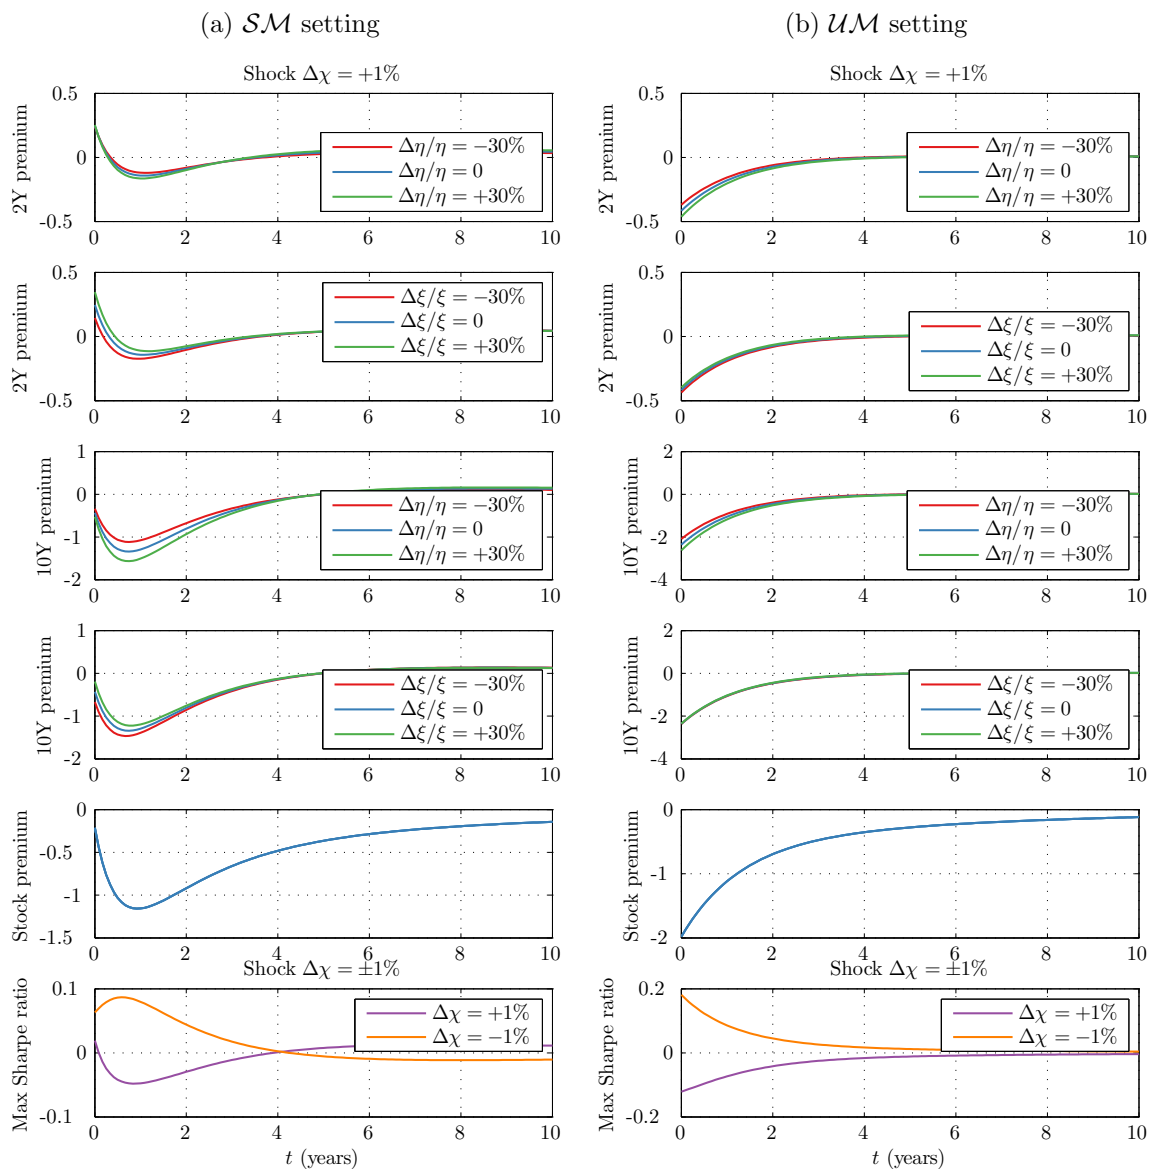 (a) 𝒮ℳ setting
Shock Δχ = +1%
2Y premium
0.5
0
-0.5
Δη/η = −30%
Δη/η = 0
Δη/η = +30%
0 2 4 6 8 10
2Y premium
0.5
0
-0.5
Δξ/ξ = −30%
Δξ/ξ = 0
Δξ/ξ = +30%
0 2 4 6 8 10
10Y premium
1
0
-1
-2
Δη/η = −30%
Δη/η = 0
Δη/η = +30%
0 2 4 6 8 10
10Y premium
1
0
-1
-2
Δξ/ξ = −30%
Δξ/ξ = 0
Δξ/ξ = +30%
0 2 4 6 8 10
Stock premium
0
-0.5
-1
-1.5
0 2 4 6 8 10
Shock Δχ = ±1%
Max Sharpe ratio
0.1
0
-0.1
Δχ = +1%
Δχ = −1%
0 2 4 6 8 10
t (years)
(b) 𝒰ℳ setting
Shock Δχ = +1%
2Y premium
0.5
0
-0.5
Δη/η = −30%
Δη/η = 0
Δη/η = +30%
0 2 4 6 8 10
2Y premium
0.5
0
-0.5
Δξ/ξ = −30%
Δξ/ξ = 0
Δξ/ξ = +30%
0 2 4 6 8 10
10Y premium
2
0
-2
-4
Δη/η = −30%
Δη/η = 0
Δη/η = +30%
0 2 4 6 8 10
10Y premium
2
0
-2
-4
Δξ/ξ = −30%
Δξ/ξ = 0
Δξ/ξ = +30%
0 2 4 6 8 10
Stock premium
0
-1
-2
0 2 4 6 8 10
Shock Δχ = ±1%
Max Sharpe ratio
0.2
0
-0.2
Δχ = +1%
Δχ = −1%
0 2 4 6 8 10
t (years)